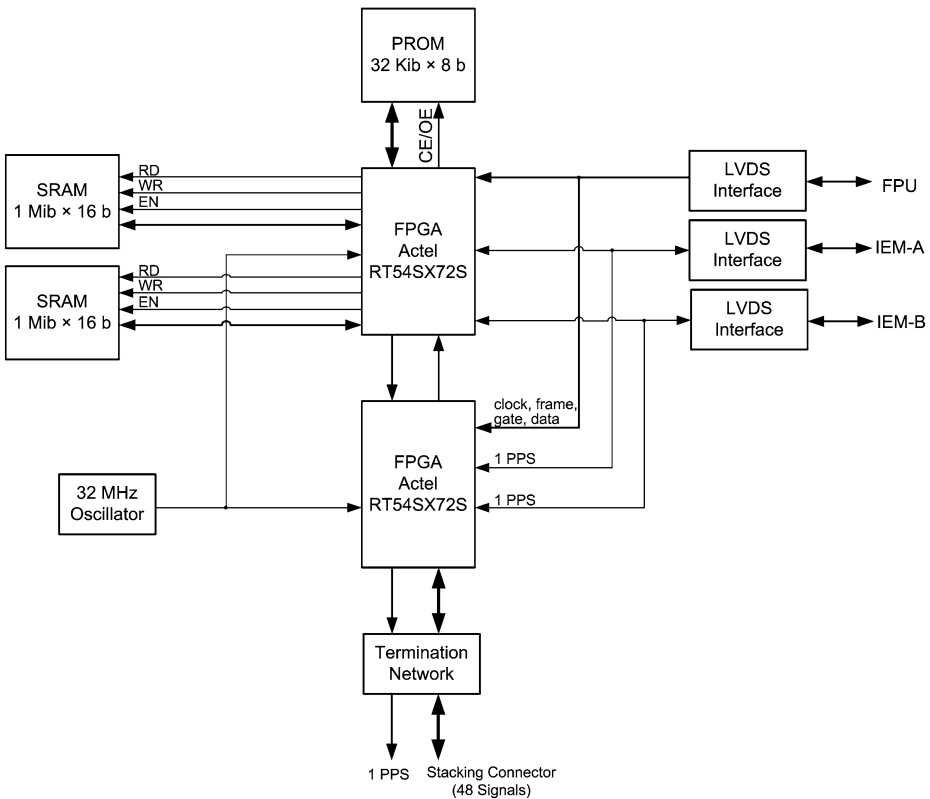 PROM
32 Kib × 8 b
CE/OE
SRAM
1 Mib × 16 b
RD
WR
EN
FPGA
Actel
RT54SX72S
LVDS
Interface
FPU
LVDS
Interface
IEM-A
SRAM
1 Mib × 16 b
RD
WR
EN
LVDS
Interface
IEM-B
clock, frame,
gate, data
FPGA
Actel
RT54SX72S
1 PPS
1 PPS
32 MHz
Oscillator
Termination
Network
1 PPS
Stacking Connector
(48 Signals)